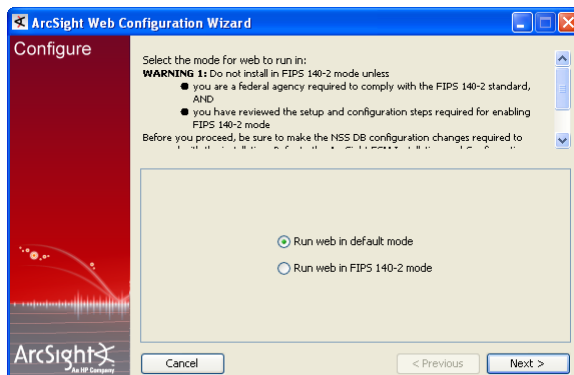 ArcSight Web Configuration Wizard
Configure
Select the mode for web to run in:
WARNING 1: Do not install in FIPS 140-2 mode unless
● you are a federal agency required to comply with the FIPS 140-2 standard,
AND
● you have reviewed the setup and configuration steps required for enabling
FIPS 140-2 mode
Before you proceed, be sure to make the NSS DB configuration changes required to
Run web in default mode
Run web in FIPS 140-2 mode
ArcSight
An HP Company
Cancel
< Previous
Next >